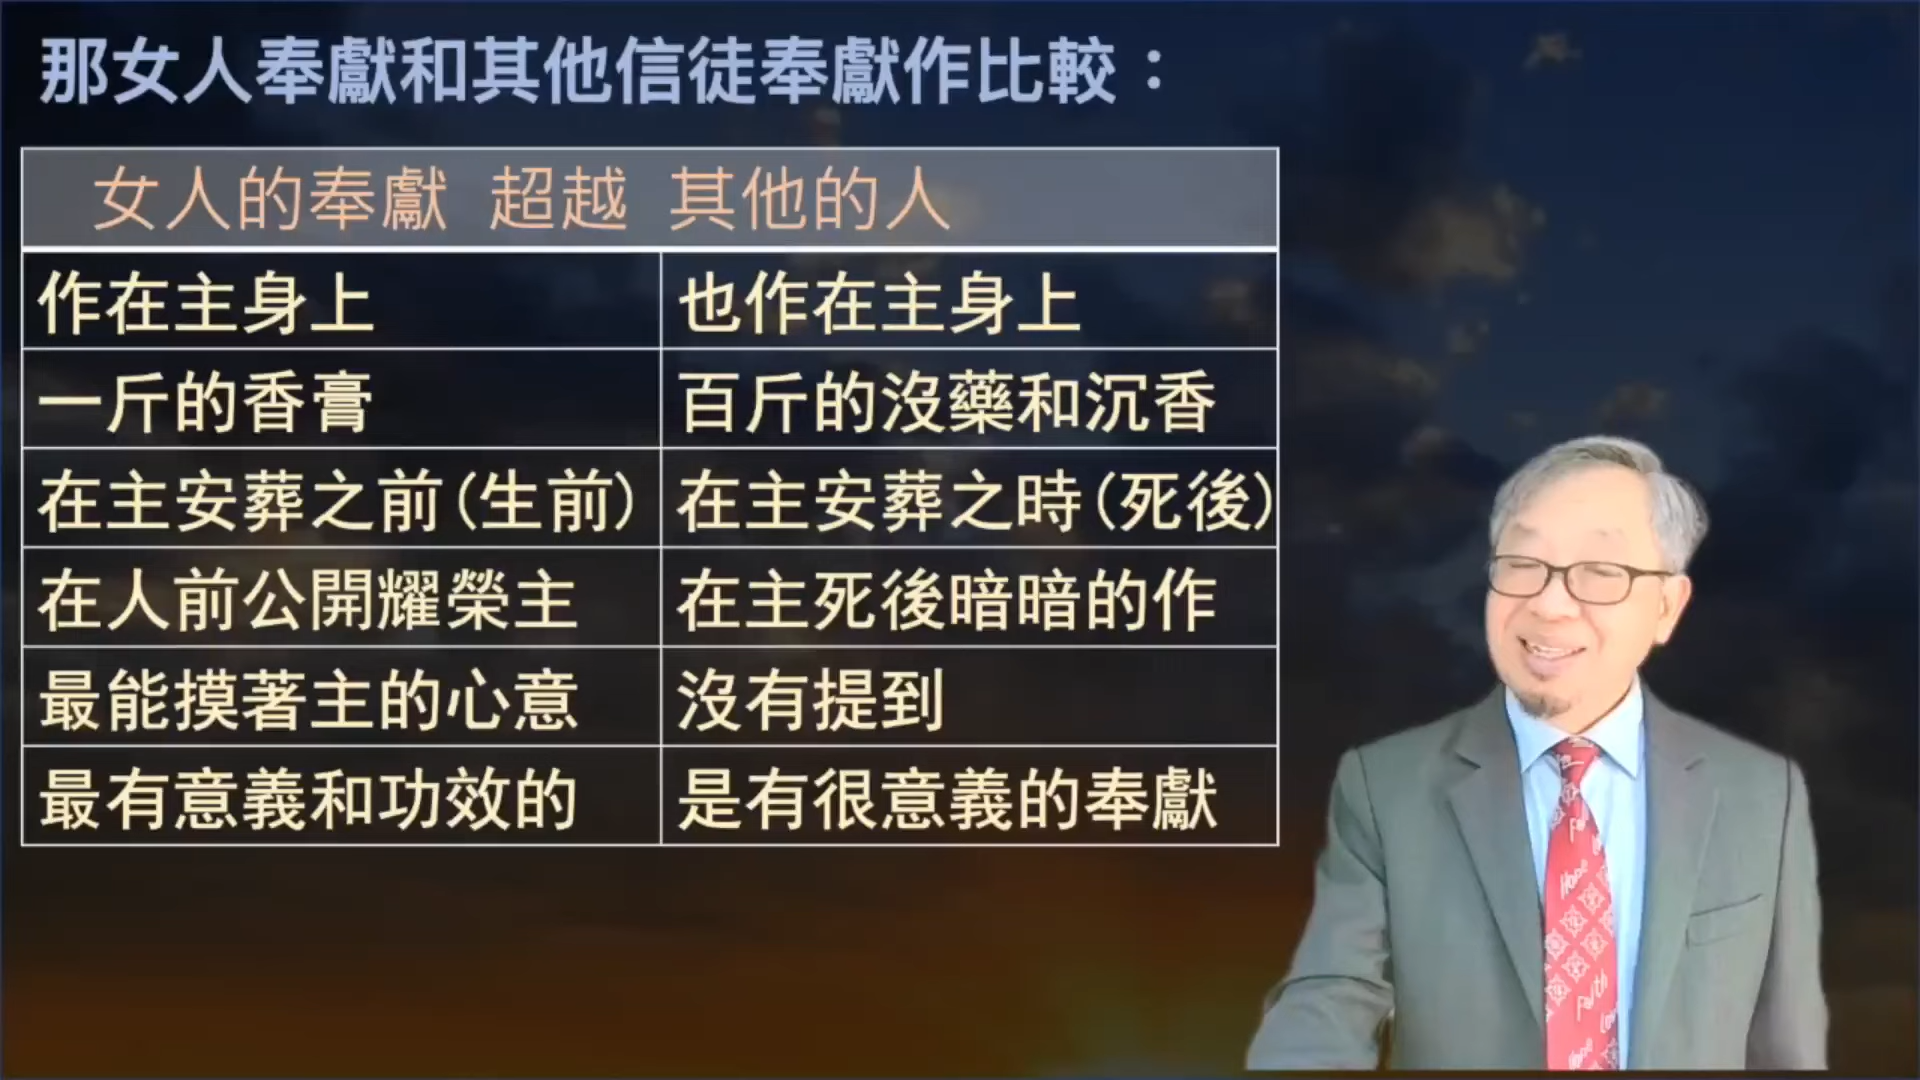 那女人奉獻和其他信徒奉獻作比較：
女人的奉獻 超越 其他的人
作在主身上 也作在主身上
一斤的香膏 百斤的沒藥和沉香
在主安葬之前(生前) 在主安葬之時(死後)
在人前公開耀榮主 在主死後暗暗的作
最能摸著主的心意 沒有提到
最有意義和功效的 是有很意義的奉獻
Hope
Faith
Hope